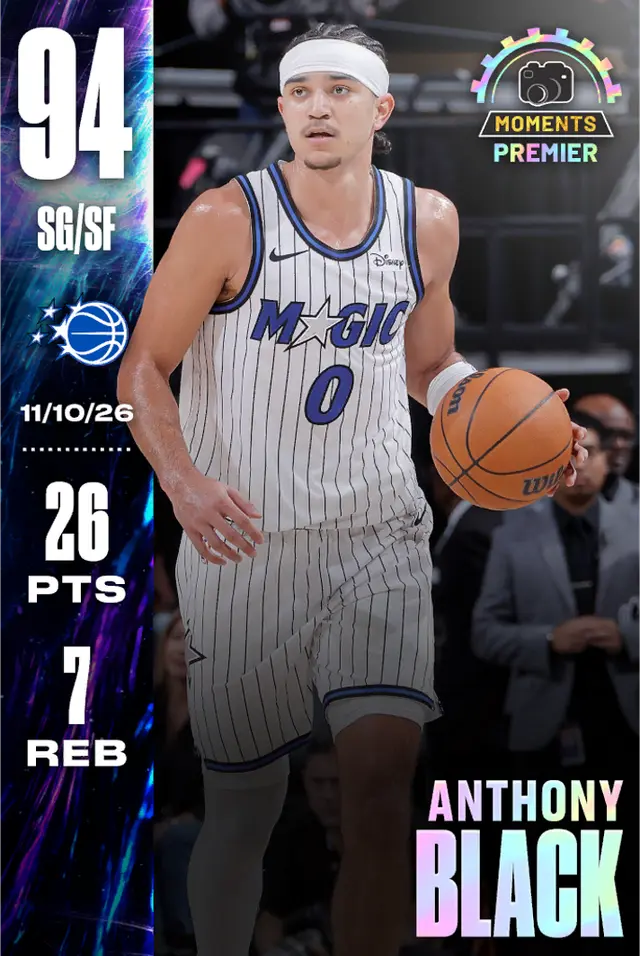 94
SG/SF
11/10/26
26
PTS
7
REB
MOMENTS
PREMIER
Disney
MAGIC
0
Wilson
ANTHONY
BLACK